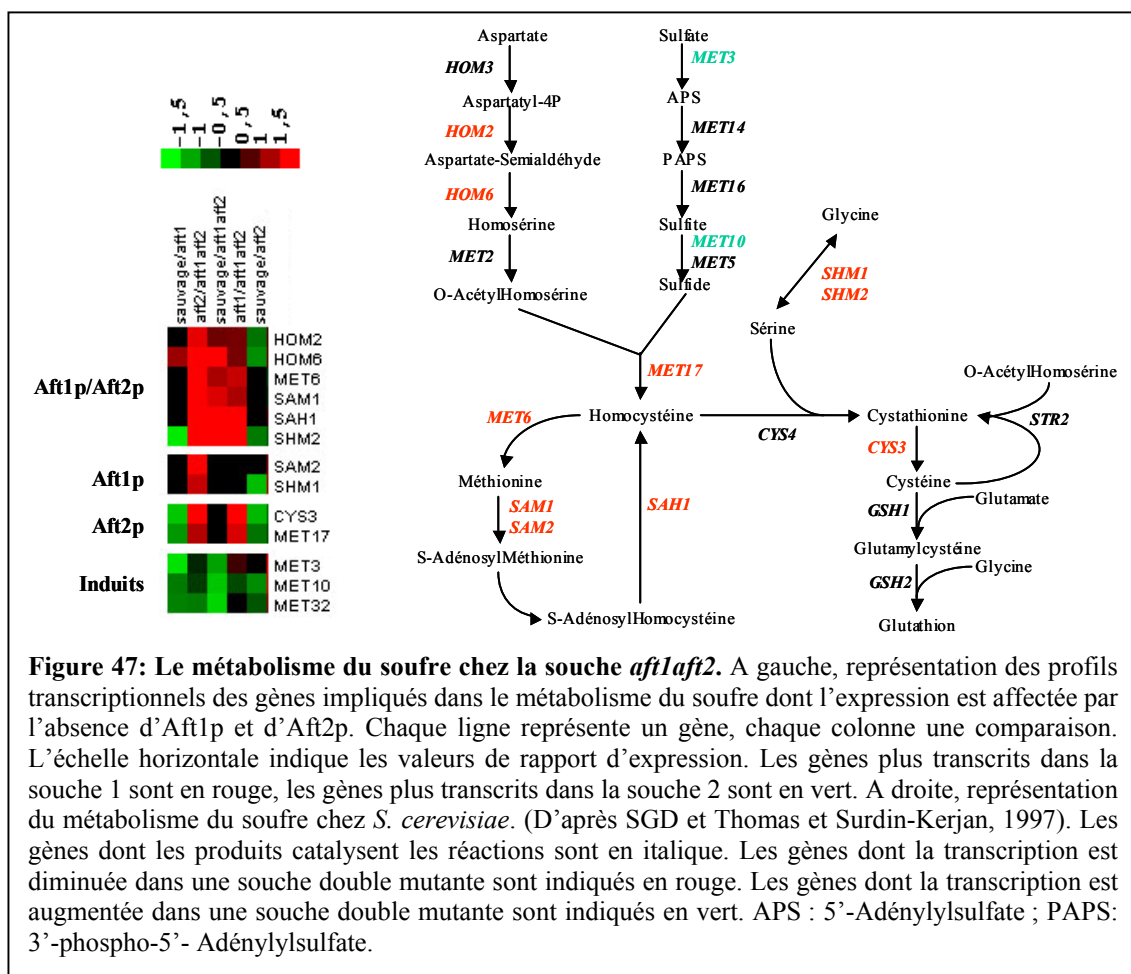 -1,5
-1
-0,5
0,5
1
1,5
sauvage/aft1
aft2/aft1aft2
sauvage/aft1aft2
aft1/aft1aft2
sauvage/aft2
Aft1p/Aft2p
HOM2
HOM6
MET6
SAM1
SAH1
SHM2
Aft1p
SAM2
SHM1
Aft2p
CYS3
MET17
Induits
MET3
MET10
MET32
Aspartate
HOM3
Aspartatyl-4P
HOM2
Aspartate-Semialdéhyde
HOM6
Homosérine
MET2
O-AcétylHomosérine
Sulfate
MET3
APS
MET14
PAPS
MET16
Sulfite
MET10
MET5
Sulfide
MET17
Glycine
SHM1
SHM2
Sérine
MET6
Homocystéine
CYS4
Cystathionine
O-AcétylHomosérine
STR2
CYS3
Cystéine
Méthionine
SAM1
SAM2
SAH1
S-AdénosylMéthionine
S-AdénosylHomocystéine
GSH1
Glutamate
Glutamylcystéine
GSH2
Glycine
Glutathion
Figure 47: Le métabolisme du soufre chez la souche aft1aft2. A gauche, représentation des profils
transcriptionnels des gènes impliqués dans le métabolisme du soufre dont l'expression est affectée par
l'absence d'Aft1p et d'Aft2p. Chaque ligne représente un gène, chaque colonne une comparaison.
L'échelle horizontale indique les valeurs de rapport d'expression. Les gènes plus transcrits dans la
souche 1 sont en rouge, les gènes plus transcrits dans la souche 2 sont en vert. A droite, représentation
du métabolisme du soufre chez S. cerevisiae. (D'après SGD et Thomas et Surdin-Kerjan, 1997). Les
gènes dont les produits catalysent les réactions sont en italique. Les gènes dont la transcription est
diminuée dans une souche double mutante sont indiqués en rouge. Les gènes dont la transcription est
augmentée dans une souche double mutante sont indiqués en vert. APS : 5'-Adénylylsulfate ; PAPS:
3'-phospho-5'- Adénylylsulfate.